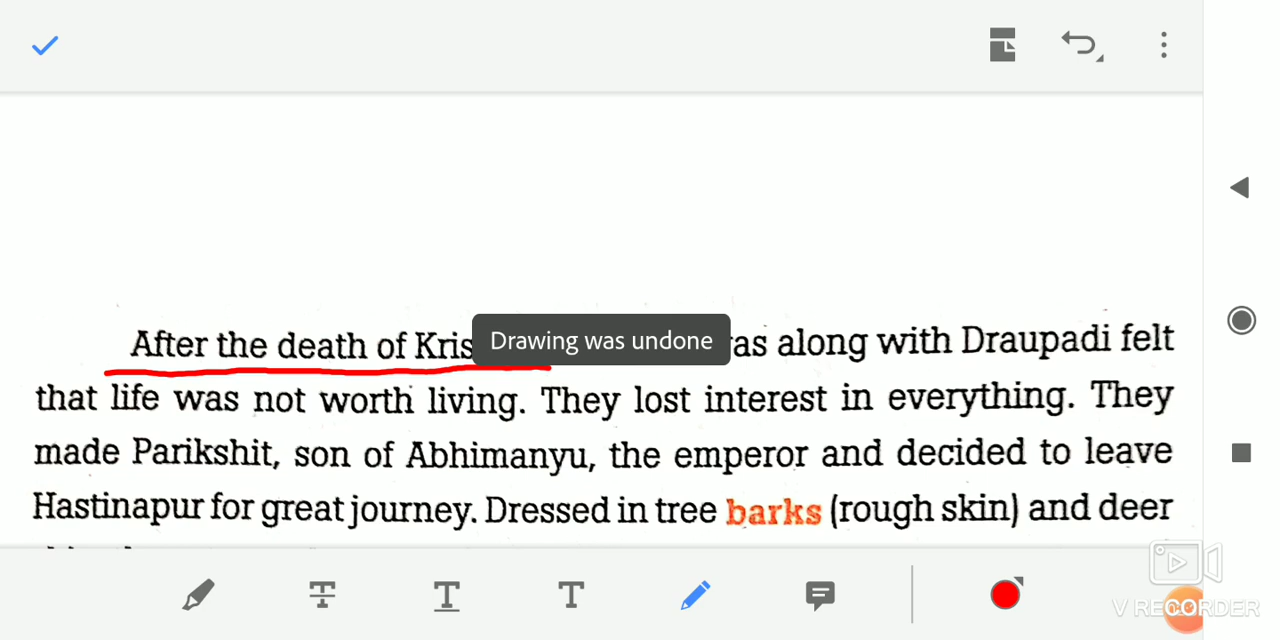 After the death of Kris
Drawing was undone
as along with Draupadi felt
that life was not worth living. They lost interest in everything. They
made Parikshit, son of Abhimanyu, the emperor and decided to leave
Hastinapur for great journey. Dressed in tree barks (rough skin) and deer
T
T
T
V RECORDER